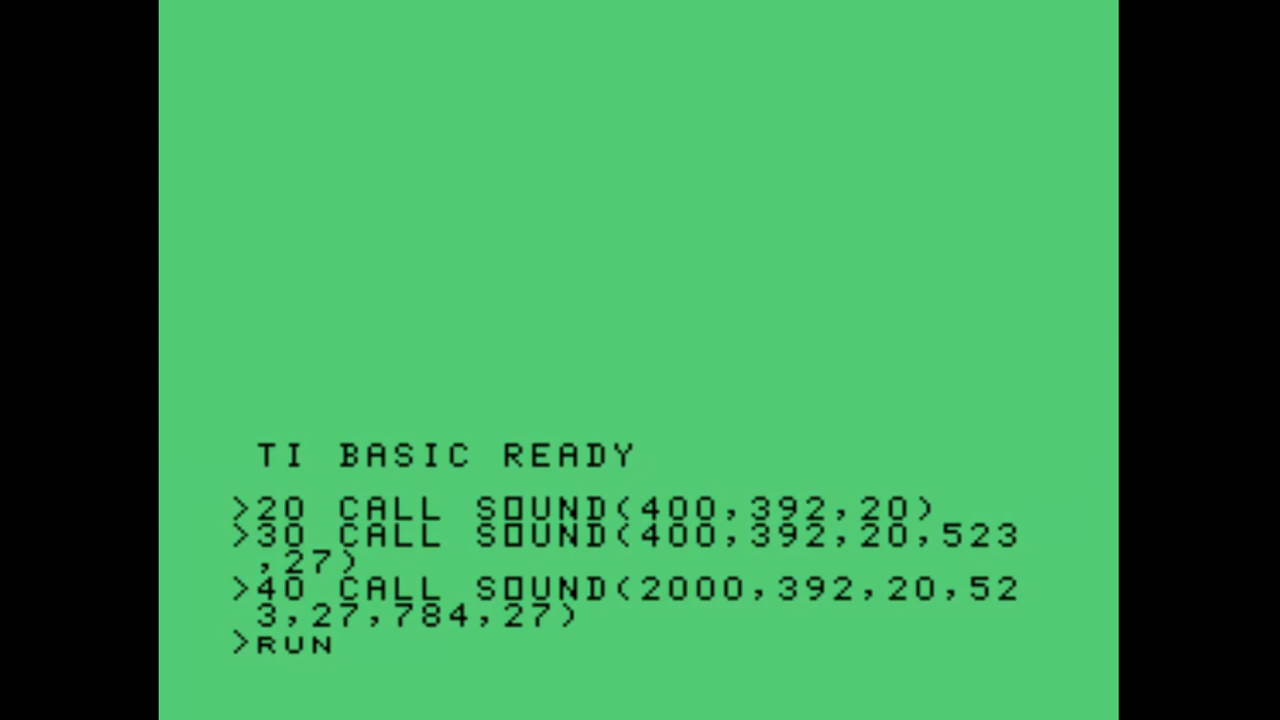 TI BASIC READY
>20 CALL SOUND(400,392,20)
>30 CALL SOUND(400,392,20,523
,27)
>40 CALL SOUND(2000,392,20,52
3,27,784,27)
>RUN